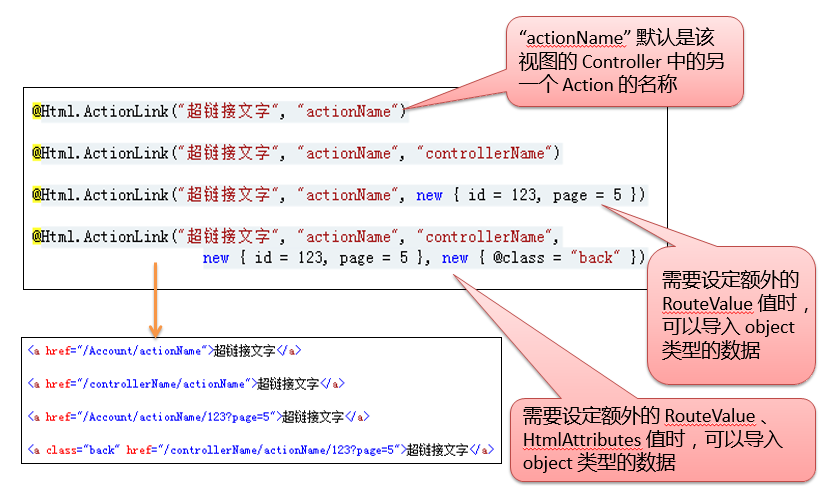 “actionName” 默认是该
视图的 Controller 中的另
一个 Action 的名称
@Html.ActionLink("超链接文字", "actionName")
@Html.ActionLink("超链接文字", "actionName", "controllerName")
@Html.ActionLink("超链接文字", "actionName", new { id = 123, page = 5 })
@Html.ActionLink("超链接文字", "actionName", "controllerName",
new { id = 123, page = 5 }, new { @class = "back" })
需要设定额外的
RouteValue 值时，
可以导入 object
类型的数据
<a href="/Account/actionName">超链接文字</a>
<a href="/controllerName/actionName">超链接文字</a>
<a href="/Account/actionName/123?page=5">超链接文字</a>
<a class="back" href="/controllerName/actionName/123?page=5">超链接文字</a>
需要设定额外的 RouteValue 、
HtmlAttributes 值时，可以导入
object 类型的数据